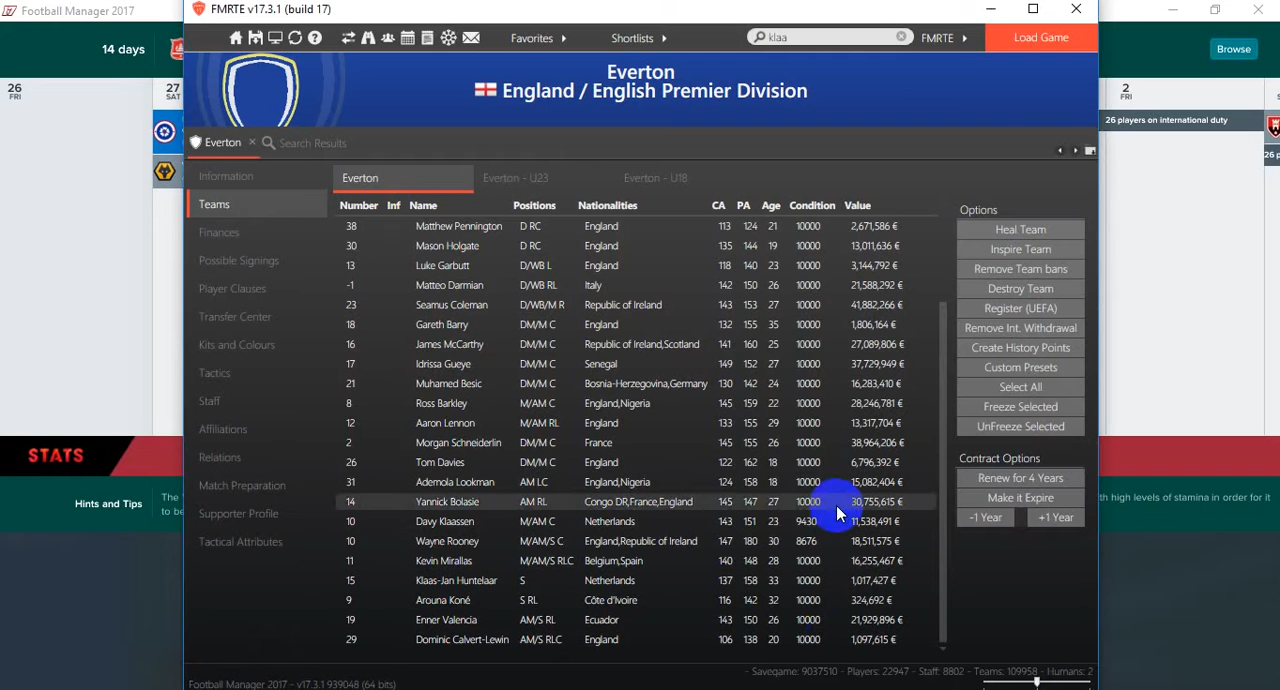 Football Manager 2017
FMRTE v17.3.1 (build 17)
14 days
Favorites
Shortlists
klaa
FMRTE
Load Game
Browse
26
FRI
27
SAT
2
FRI
26 players on international duty
26 p
Everton
England / English Premier Division
Everton
Search Results
Information
Teams
Finances
Possible Signings
Player Clauses
Transfer Center
Kits and Colours
Tactics
Staff
Affiliations
Relations
Match Preparation
Supporter Profile
Tactical Attributes
Everton
Everton - U23
Everton - U18
Number Inf Name Positions Nationalities CA PA Age Condition Value
38 Matthew Pennington D RC England 113 124 21 10000 2,671,586 €
30 Mason Holgate D RC England 135 144 19 10000 13,011,636 €
13 Luke Garbutt D/WB L England 118 140 23 10000 3,144,792 €
-1 Matteo Darmian D/WB RL Italy 142 150 26 10000 21,588,292 €
23 Seamus Coleman D/WB/M R Republic of Ireland 143 153 27 10000 41,882,266 €
18 Gareth Barry DM/M C England 132 155 35 10000 1,806,164 €
16 James McCarthy DM/M C Republic of Ireland,Scotland 141 160 25 10000 27,089,806 €
17 Idrissa Gueye DM/M C Senegal 149 152 27 10000 37,729,949 €
21 Muhamed Besic DM/M C Bosnia-Herzegovina,Germany 130 142 24 10000 16,283,410 €
8 Ross Barkley M/AM C England,Nigeria 145 159 22 10000 28,246,781 €
12 Aaron Lennon M/AM RL England 133 155 29 10000 13,317,704 €
2 Morgan Schneiderlin DM/M C France 145 155 26 10000 38,964,206 €
26 Tom Davies DM/M C England 122 162 18 10000 6,796,392 €
31 Ademola Lookman AM LC England,Nigeria 124 158 18 10000 15,082,404 €
14 Yannick Bolasie AM RL Congo DR,France,England 145 147 27 10000 30,755,615 €
10 Davy Klaassen M/AM C Netherlands 143 151 23 9430 11,538,491 €
10 Wayne Rooney M/AM/S C England,Republic of Ireland 147 180 30 8676 18,511,575 €
11 Kevin Mirallas M/AM/S RLC Belgium,Spain 140 148 28 10000 16,255,467 €
15 Klaas-Jan Huntelaar S Netherlands 137 158 33 10000 1,017,427 €
9 Arouna Koné S RL Côte d'Ivoire 116 142 32 10000 324,692 €
19 Enner Valencia AM/S RL Ecuador 143 150 26 10000 21,929,896 €
29 Dominic Calvert-Lewin AM/S RLC England 106 138 20 10000 1,097,615 €
Options
Heal Team
Inspire Team
Remove Team bans
Destroy Team
Register (UEFA)
Remove Int. Withdrawal
Create History Points
Custom Presets
Select All
Freeze Selected
UnFreeze Selected
Contract Options
Renew for 4 Years
Make it Expire
-1 Year
+1 Year
STATS
Hints and Tips
The
to be
with high levels of stamina in order for it
Savegame: 9037510 - Players: 22947 - Staff: 8802 - Teams: 109958 - Humans: 2
Football Manager 2017 - v17.3.1 939048 (64 bits)